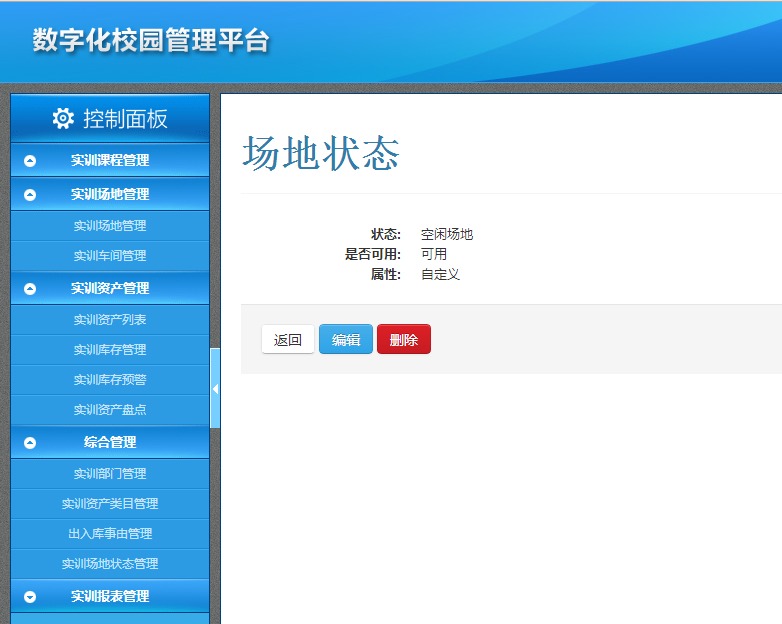 数字化校园管理平台
控制面板
实训课程管理
实训场地管理
实训场地管理
实训车间管理
实训资产管理
实训资产列表
实训库存管理
实训库存预警
实训资产盘点
综合管理
实训部门管理
实训资产类目管理
出入库事由管理
实训场地状态管理
实训报表管理
场地状态
状态: 空闲场地
是否可用: 可用
属性: 自定义
返回 编辑 删除